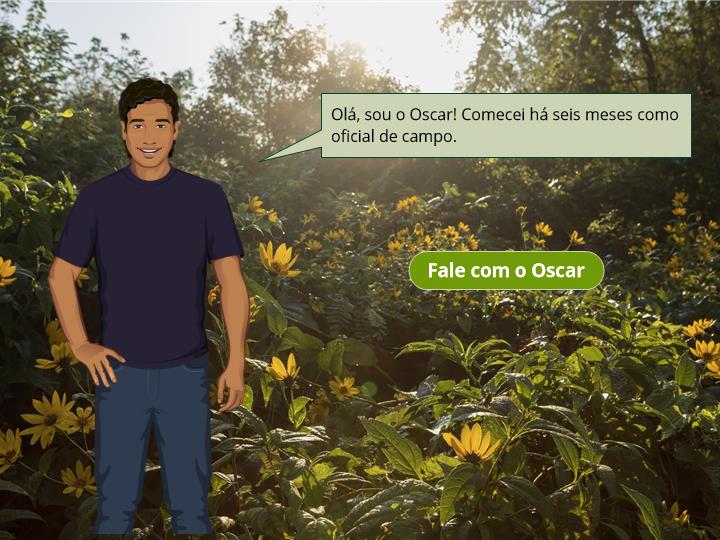 Olá, sou o Oscar! Comecei há seis meses como
oficial de campo.
Fale com o Oscar